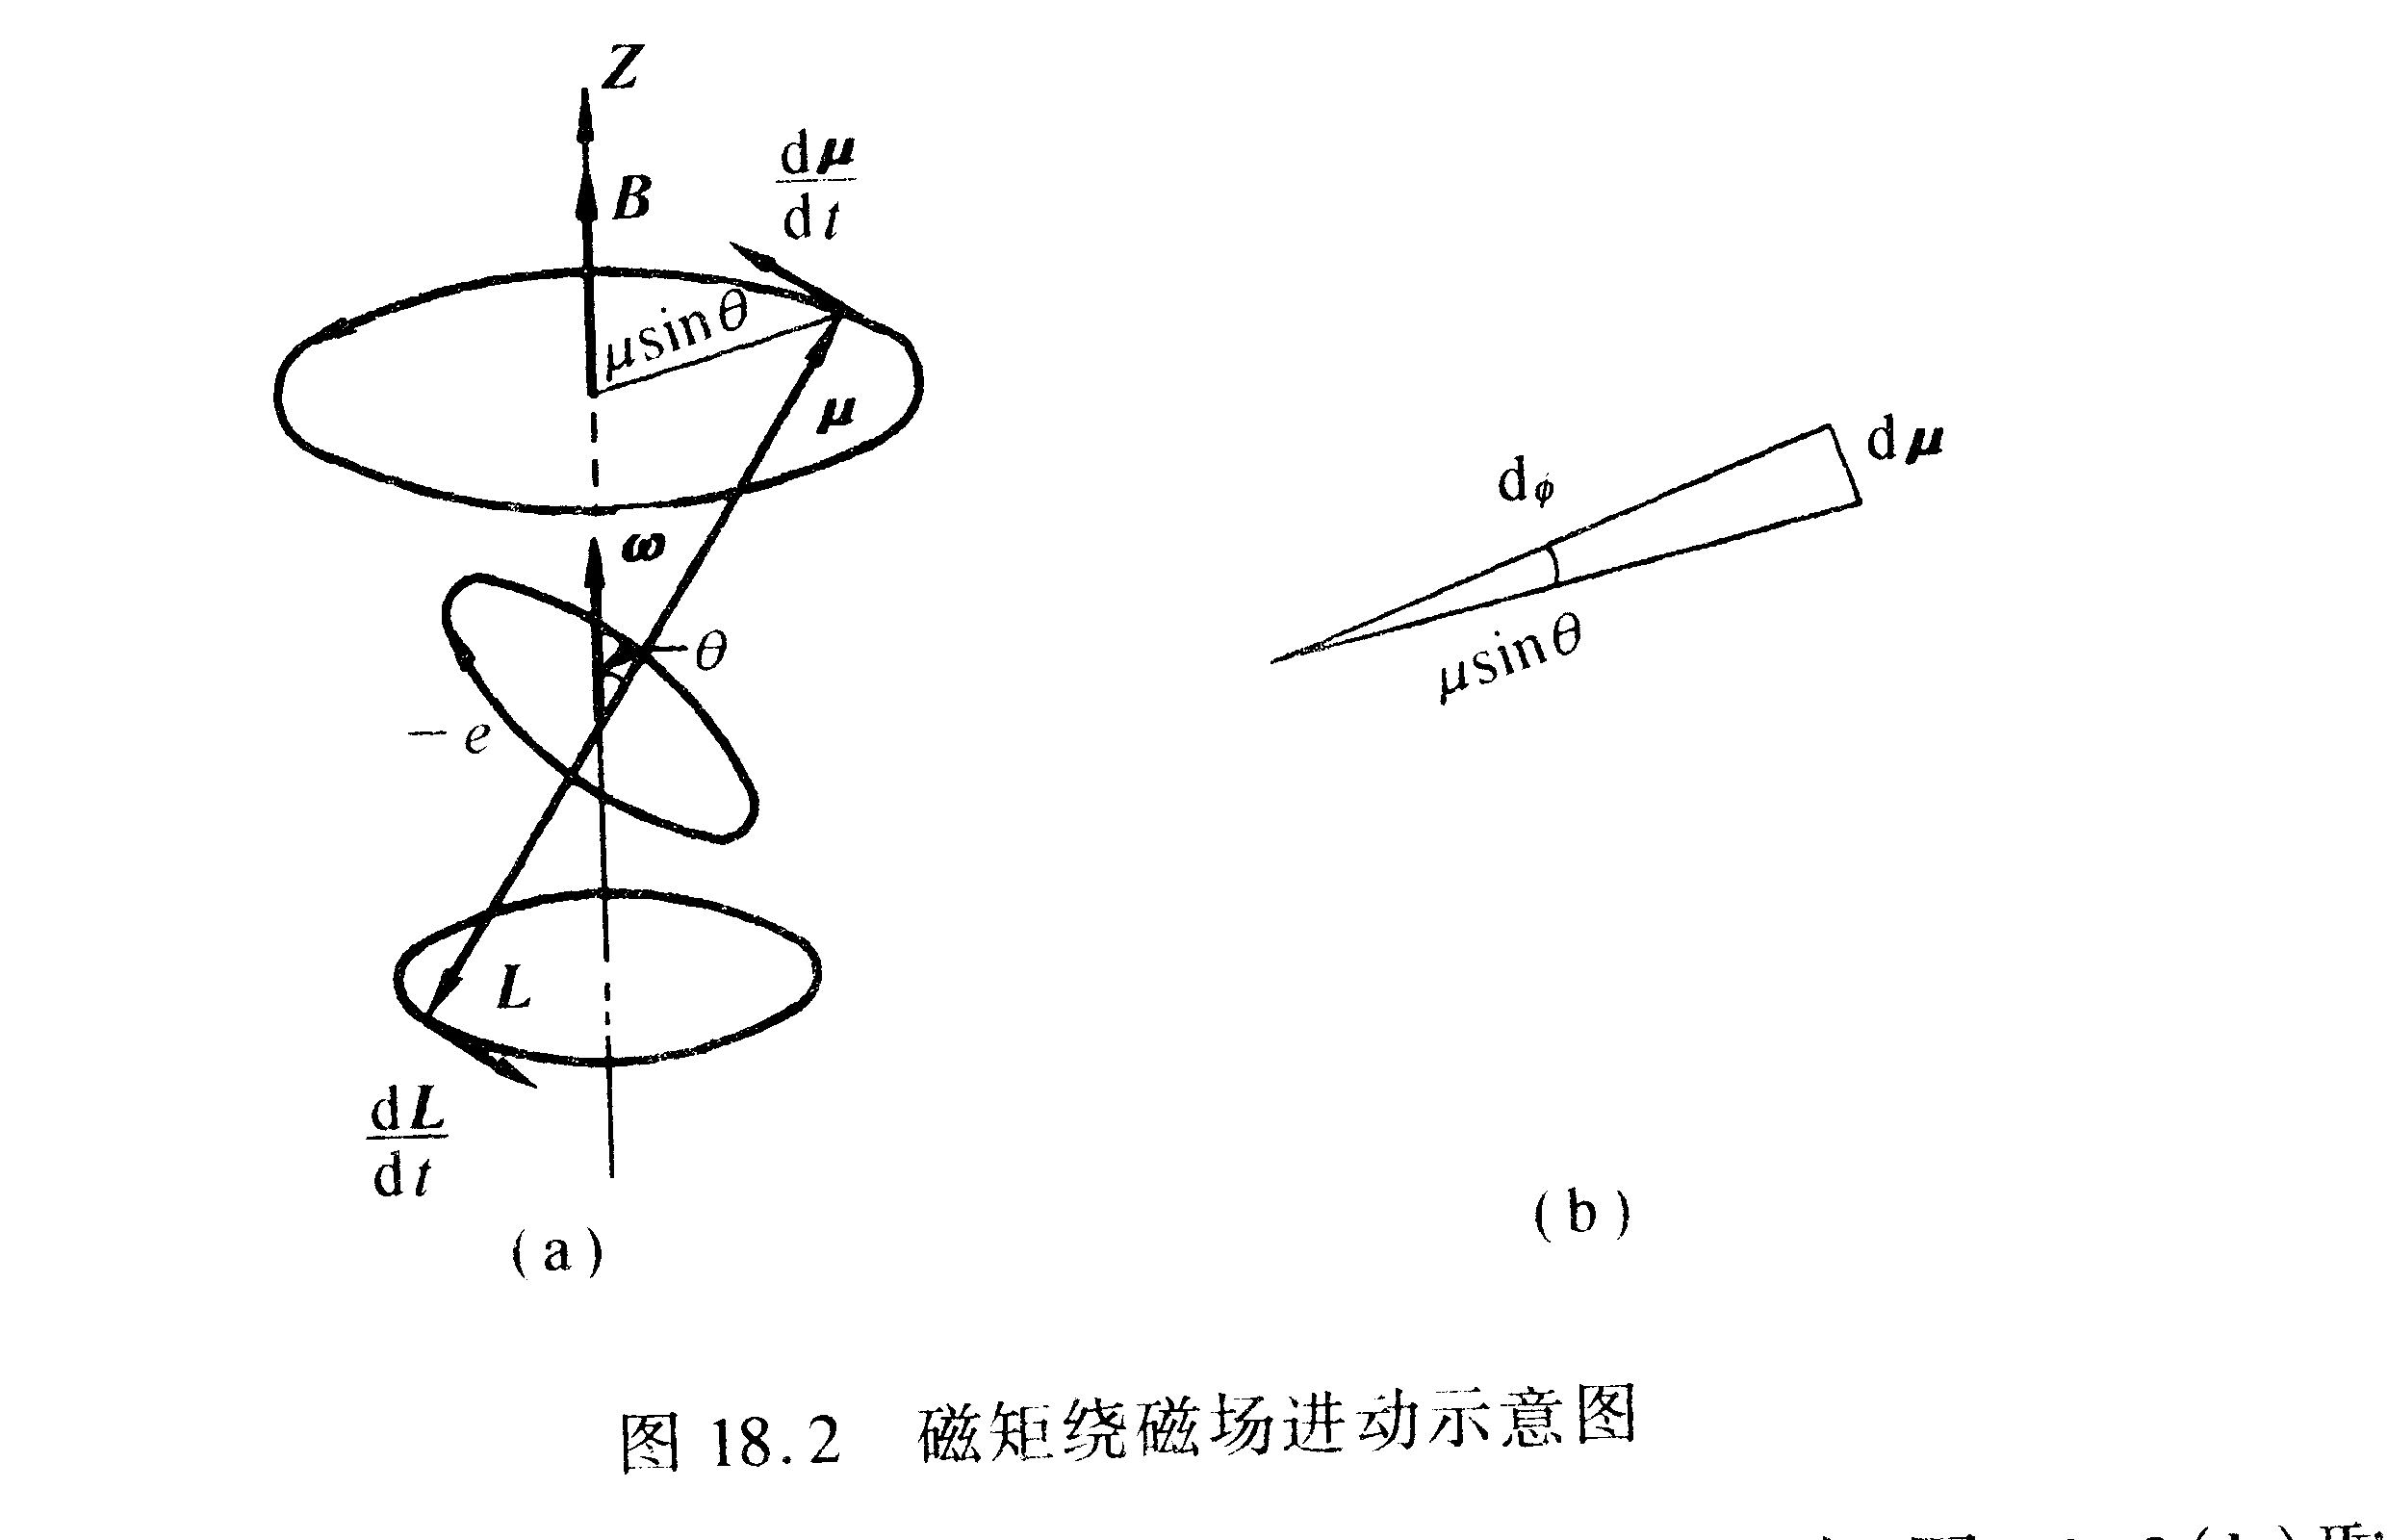 Z
B
dμ
dt
μsinθ
μ
ω
θ
− e
L
dL
dt
(a)
dφ
dμ
μsinθ
(b)
图 18.2 磁矩绕磁场进动示意图